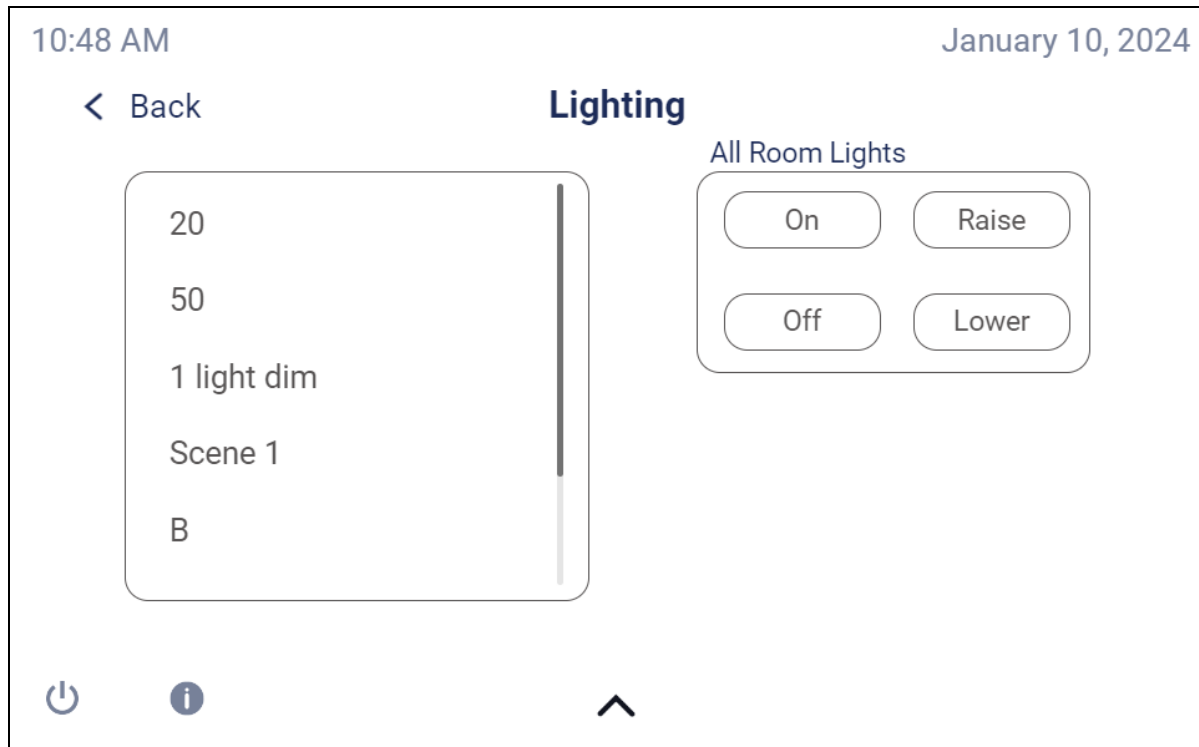 10:48 AM
January 10, 2024
Back
Lighting
All Room Lights
20
50
1 light dim
Scene 1
B
On
Raise
Off
Lower
i